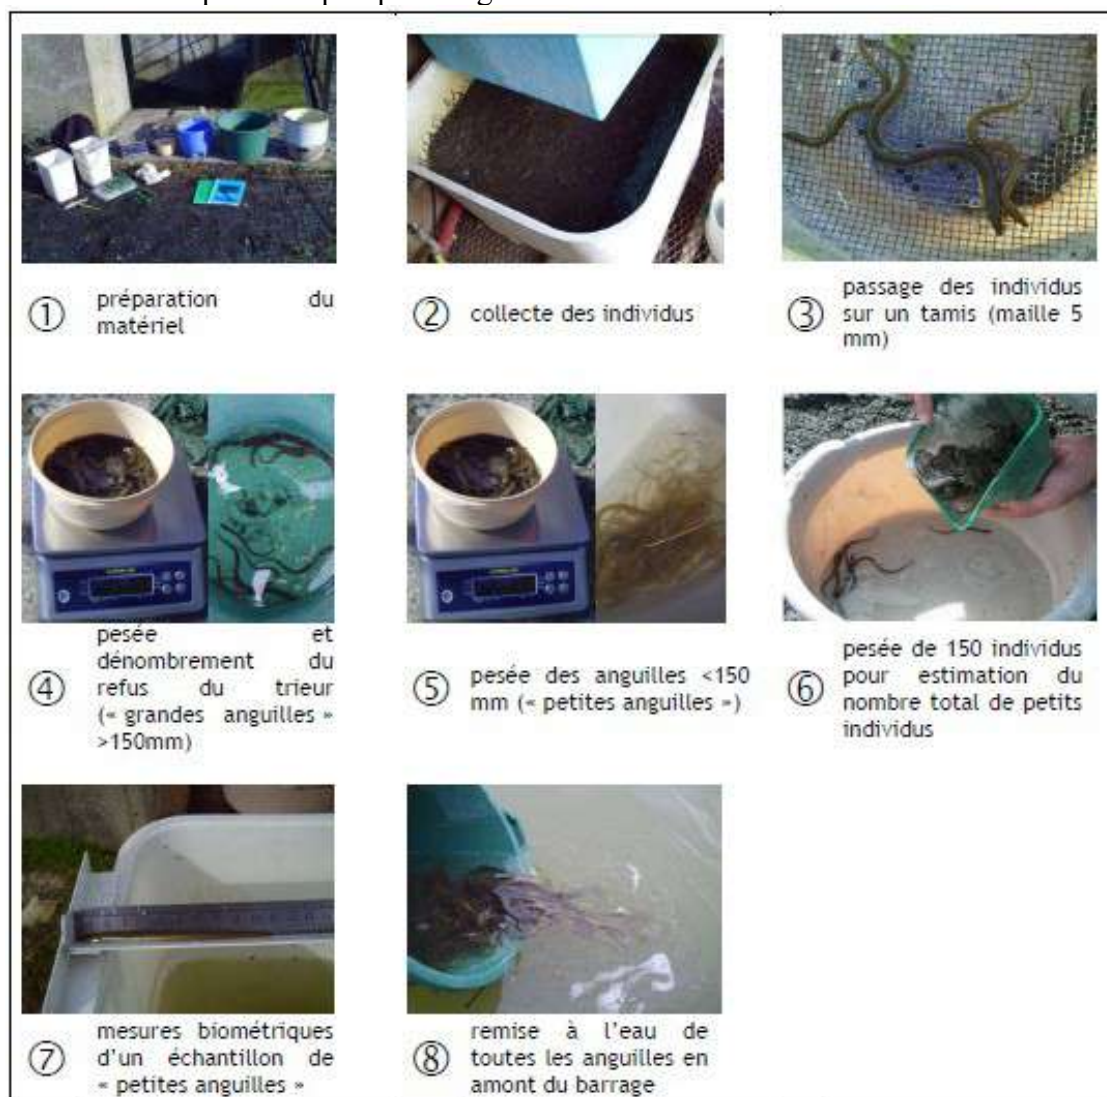 ① préparation du
matériel
② collecte des individus
③ passage des individus
sur un tamis (maille 5
mm)
④ pesée et
dénombrement du
refus du trieur
(« grandes anguilles »
>150mm)
⑤ pesée des anguilles <150
mm (« petites anguilles »)
⑥ pesée de 150 individus
pour estimation du
nombre total de petits
individus
⑦ mesures biométriques
d'un échantillon de
« petites anguilles »
⑧ remise à l'eau de
toutes les anguilles en
amont du barrage